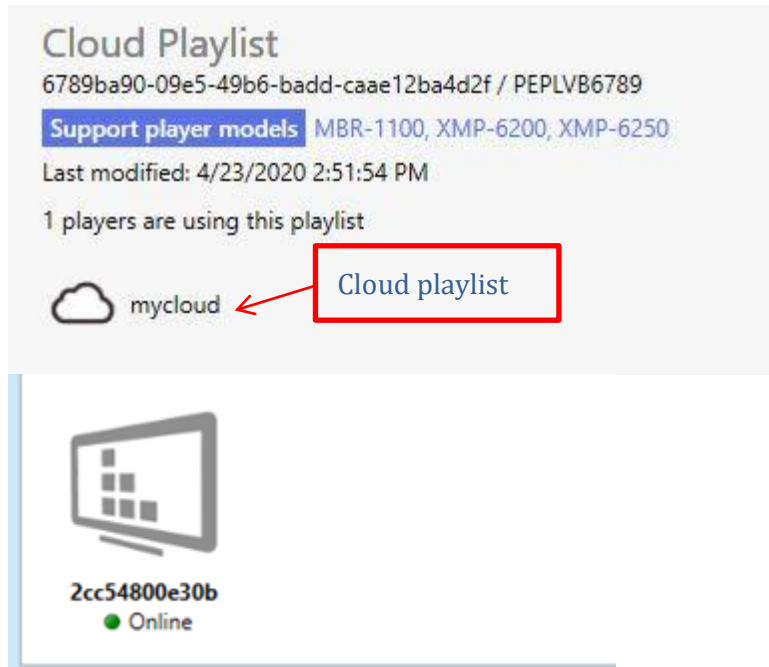 Cloud Playlist
6789ba90-09e5-49b6-badd-caae12ba4d2f / PEPLVB6789
Support player models MBR-1100, XMP-6200, XMP-6250
Last modified: 4/23/2020 2:51:54 PM
1 players are using this playlist
mycloud
Cloud playlist
2cc54800e30b
Online